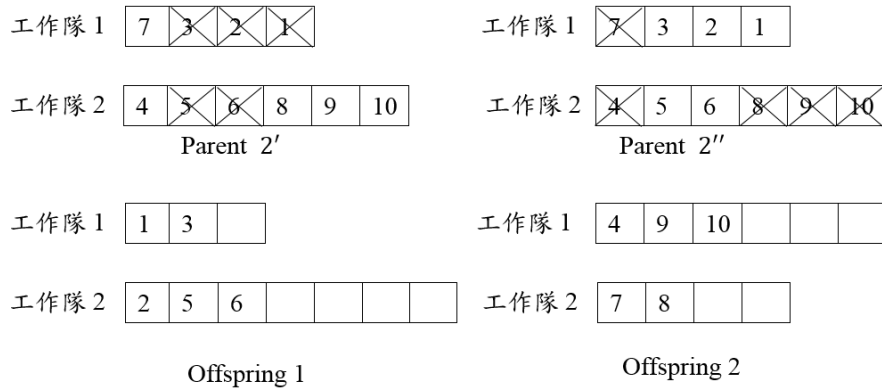 工作隊 1 7 3 2 1 工作隊 1 7 3 2 1
工作隊 2 4 5 6 8 9 10 工作隊 2 4 5 6 8 9 10
Parent 2′ Parent 2″
工作隊 1 1 3 工作隊 1 4 9 10
工作隊 2 2 5 6 工作隊 2 7 8
Offspring 1 Offspring 2